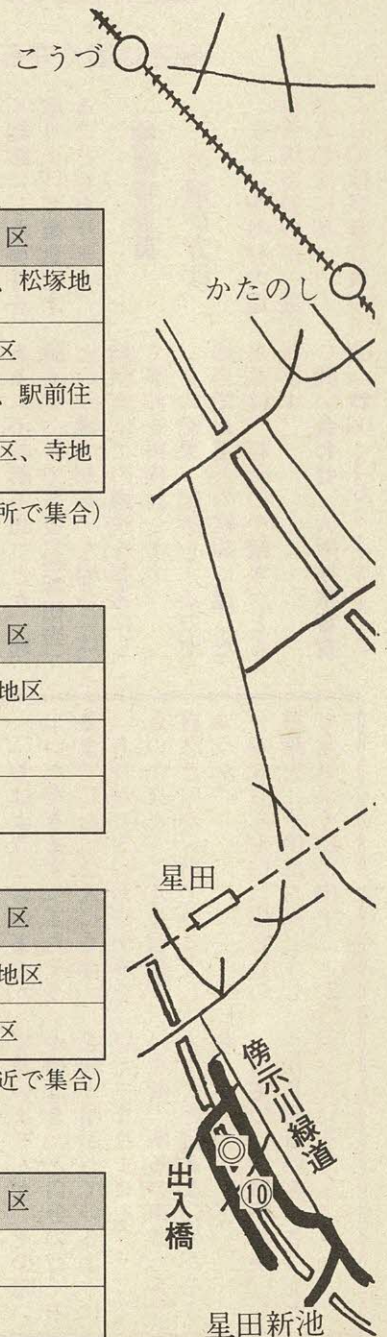 こうづ
かたのし
区
、松塚地
区
、駅前住
区、寺地
所で集合)
区
地区
星田
区
地区
区
近で集合)
傍示川緑道
◎
⑩
出入橋
区
星田新池